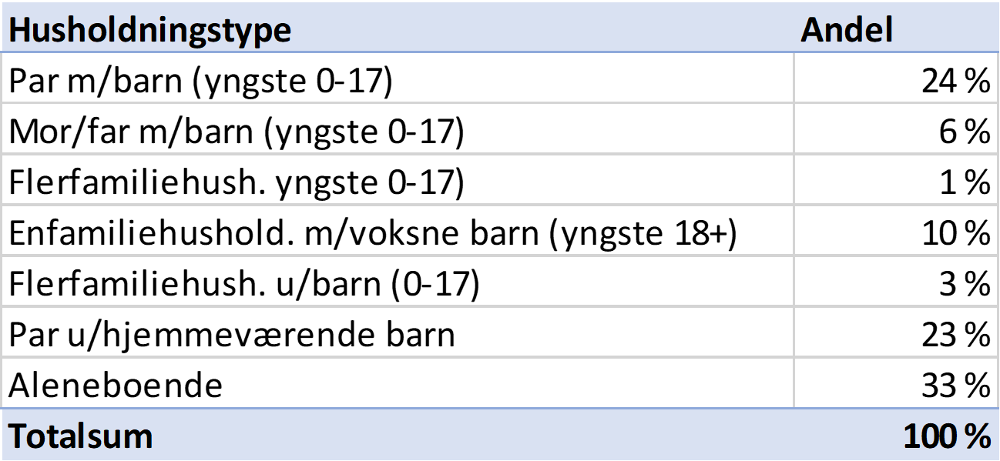 Husholdningstype Andel
Par m/barn (yngste 0-17) 24 %
Mor/far m/barn (yngste 0-17) 6 %
Flerfamiliehush. yngste 0-17) 1 %
Enfamiliehushold. m/voksne barn (yngste 18+) 10 %
Flerfamiliehush. u/barn (0-17) 3 %
Par u/hjemmeværende barn 23 %
Aleneboende 33 %
Totalsum 100 %